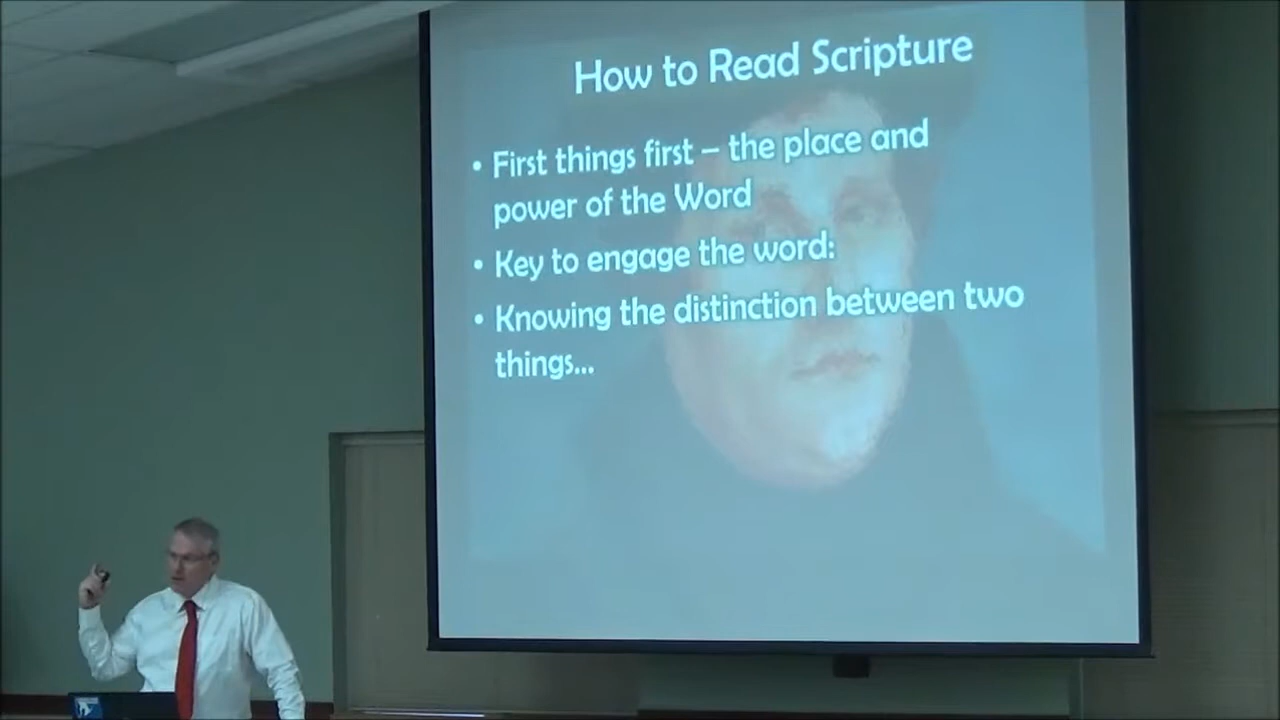 How to Read Scripture
• First things first – the place and
power of the Word
• Key to engage the word:
• Knowing the distinction between two
things...